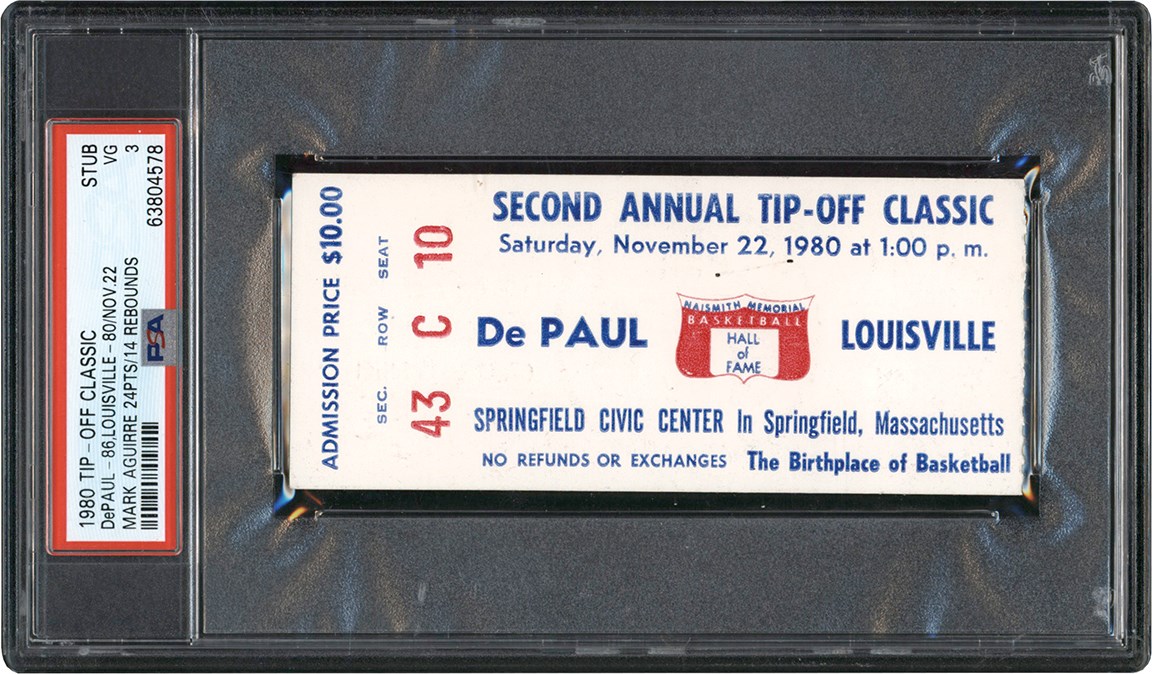 1980 TIP - OFF CLASSIC STUB
DePAUL - 86,LOUISVILLE - 80/NOV.22 VG
MARK AGUIRRE 24PTS/14 REBOUNDS 3
63804578
PSA
ADMISSION PRICE $10.00
SEC. ROW SEAT
43 C 10
SECOND ANNUAL TIP-OFF CLASSIC
Saturday, November 22, 1980 at 1:00 p. m.
De PAUL
NAISMITH MEMORIAL
BASKETBALL
HALL
of
FAME
LOUISVILLE
SPRINGFIELD CIVIC CENTER In Springfield, Massachusetts
NO REFUNDS OR EXCHANGES The Birthplace of Basketball